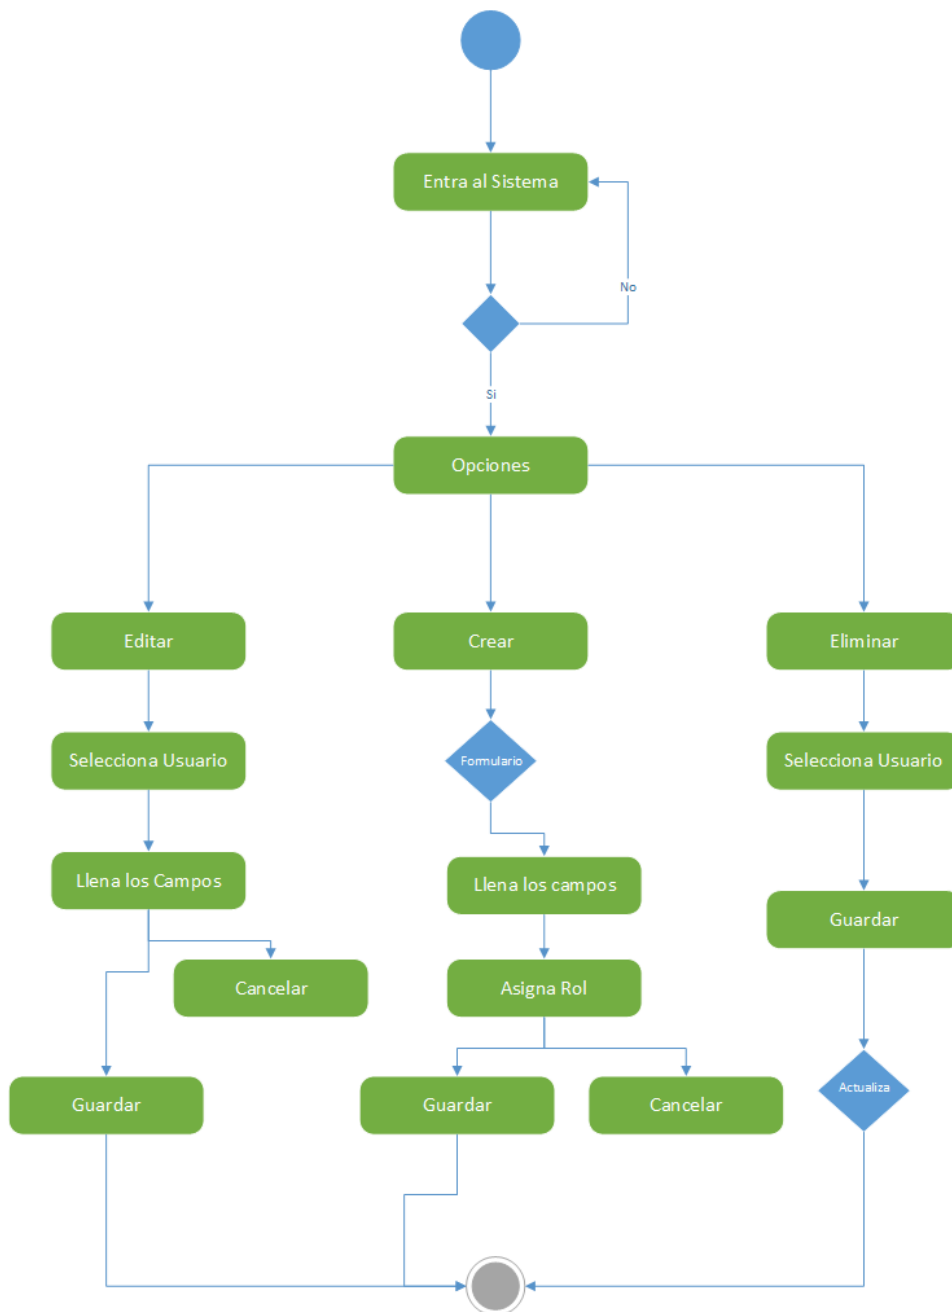 Entra al Sistema
No
Si
Opciones
Editar
Crear
Eliminar
Selecciona Usuario
Formulario
Selecciona Usuario
Llena los Campos
Llena los campos
Guardar
Cancelar
Asigna Rol
Guardar
Guardar
Cancelar
Actualiza